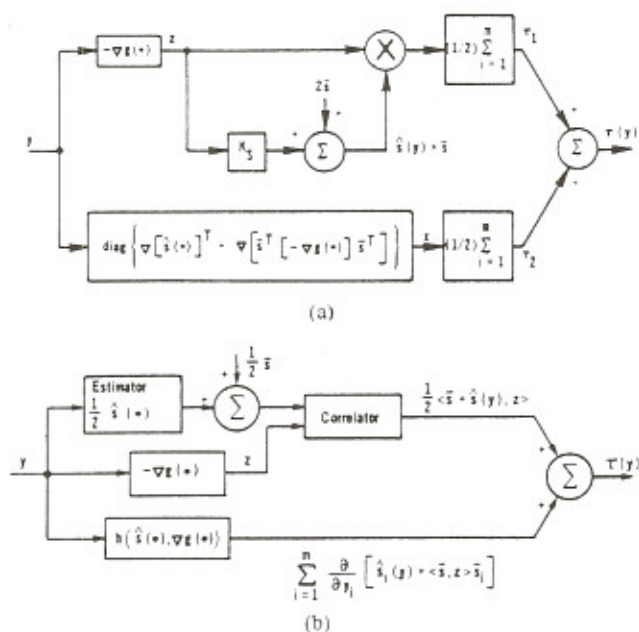 −∇g(∗)
z
(1/2) m Σ i = 1
τ1
2s̄
+
+
y
K_s
Σ
ŝ(y) + s̄
+
Σ
τ(y)
-
diag { ∇[ŝ(∗)]^T - ∇[s̄^T [-∇g(∗)] s̄^T] }
(1/2) m Σ i = 1
τ2
(a)
+ 1/2 s̄
Estimator
1/2 ŝ(∗)
+
Σ
Correlator
1/2 <s̄ + ŝ(y), z>
y
−∇g(∗)
z
+
Σ
τ(y)
+
h(ŝ(∗), ∇g(∗))
m Σ i = 1 ∂/∂y_i [ŝ_i(y) + <s̄, z> s̄_i]
(b)